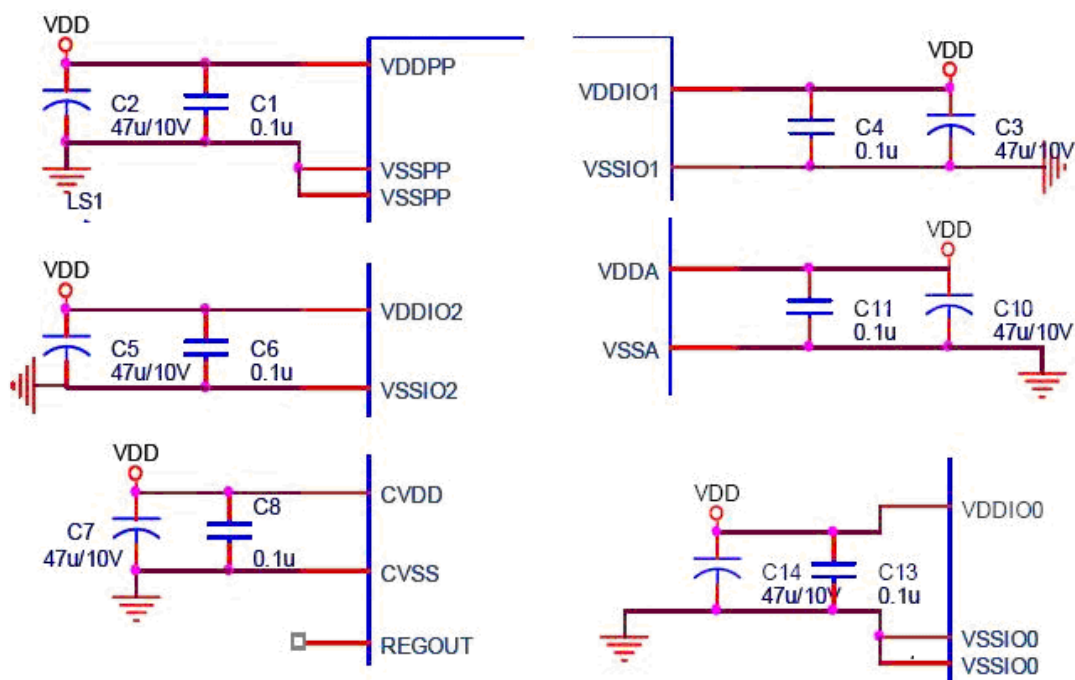 VDD
VDDPP
C2
47u/10V
C1
0.1u
VSSPP
VSSPP
LS1
VDD
VDDIO1
C4
0.1u
C3
47u/10V
VSSIO1
VDD
VDDIO2
C5
47u/10V
C6
0.1u
VSSIO2
VDD
VDDA
C11
0.1u
C10
47u/10V
VSSA
VDD
CVDD
C7
47u/10V
C8
0.1u
CVSS
REGOUT
VDD
VDDIO0
C14
47u/10V
C13
0.1u
VSSIO0
VSSIO0